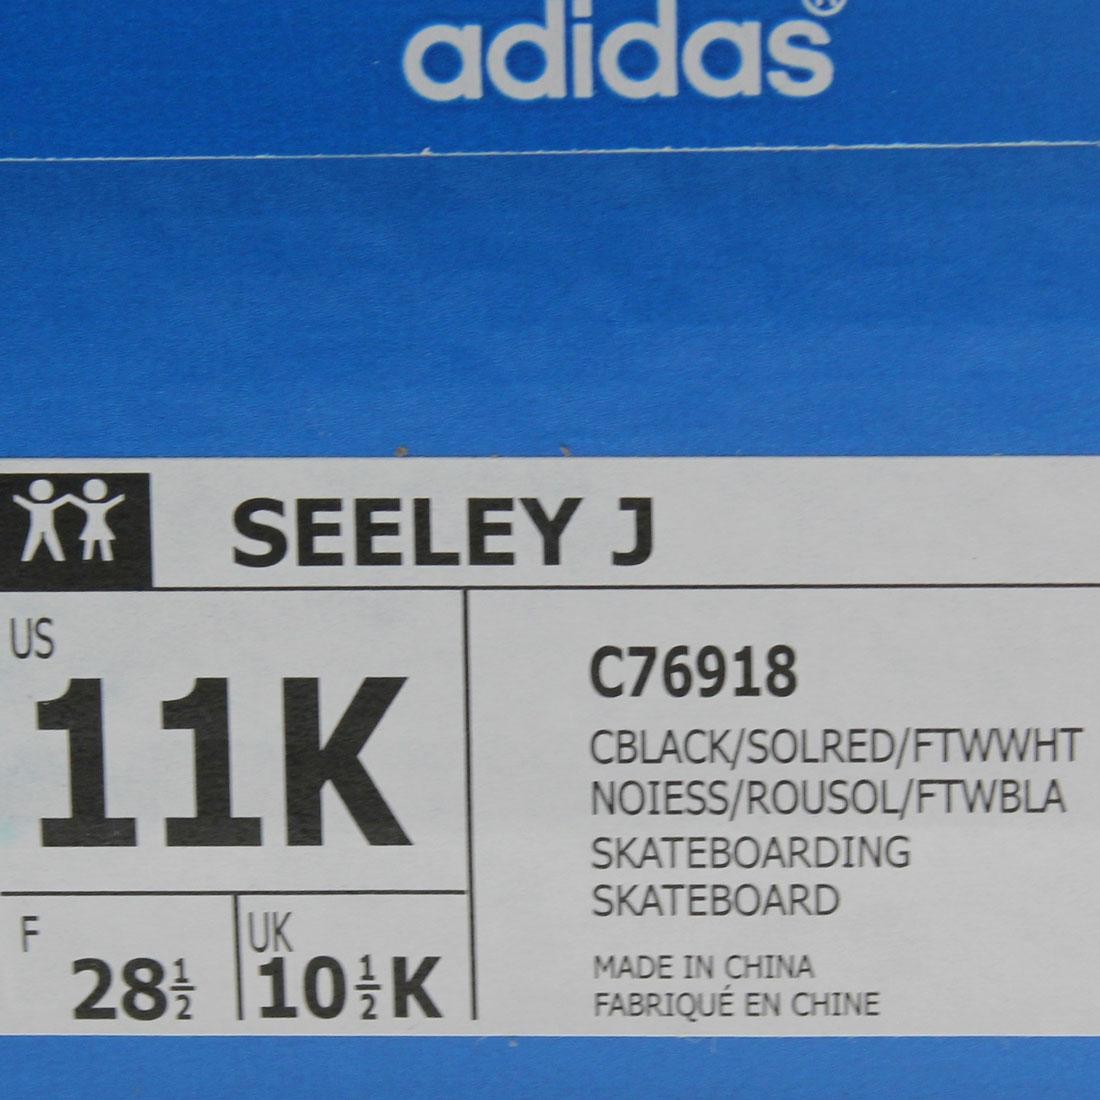 adidas®
SEELEY J
US
11K
F
28½
UK
10½K
C76918
CBLACK/SOLRED/FTWWHT
NOIESS/ROUSOL/FTWBLA
SKATEBOARDING
SKATEBOARD
MADE IN CHINA
FABRIQUÉ EN CHINE